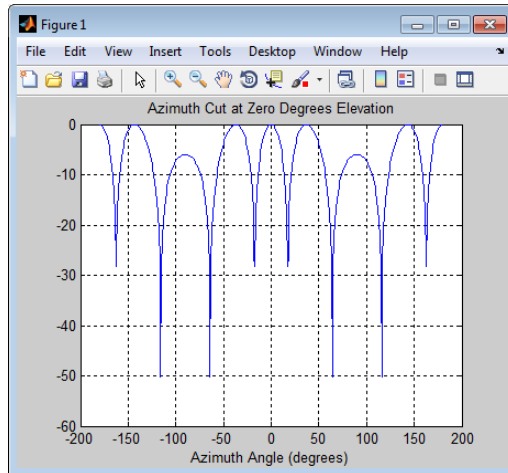 Figure 1
File Edit View Insert Tools Desktop Window Help
Azimuth Cut at Zero Degrees Elevation
0
-10
-20
-30
-40
-50
-60
-200 -150 -100 -50 0 50 100 150 200
Azimuth Angle (degrees)